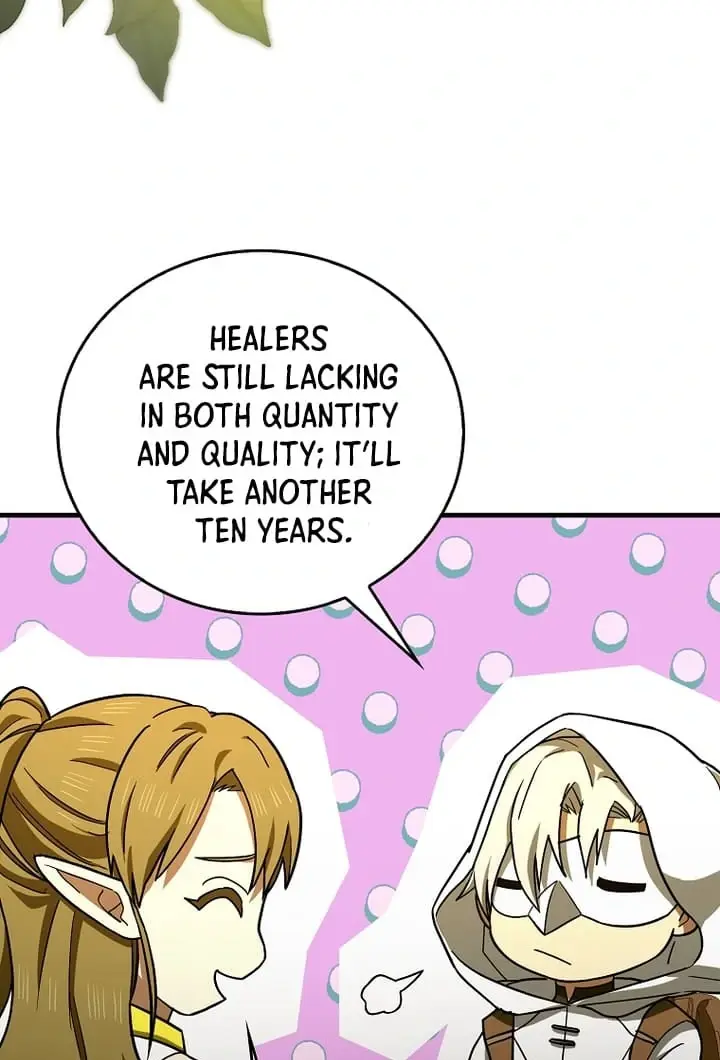 HEALERS
ARE STILL LACKING
IN BOTH QUANTITY
AND QUALITY; IT'LL
TAKE ANOTHER
TEN YEARS.